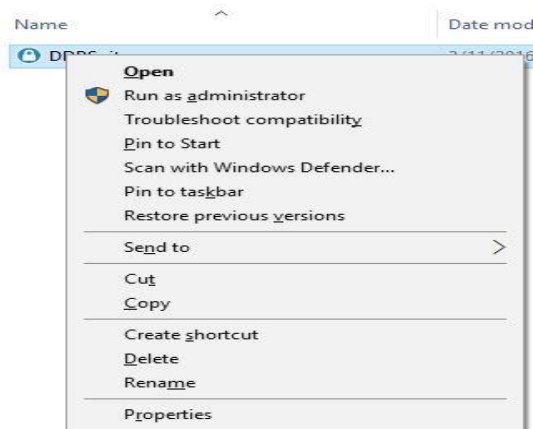 Name
Date mod
Open
Run as administrator
Troubleshoot compatibility
Pin to Start
Scan with Windows Defender...
Pin to taskbar
Restore previous versions
Send to
Cut
Copy
Create shortcut
Delete
Rename
Properties